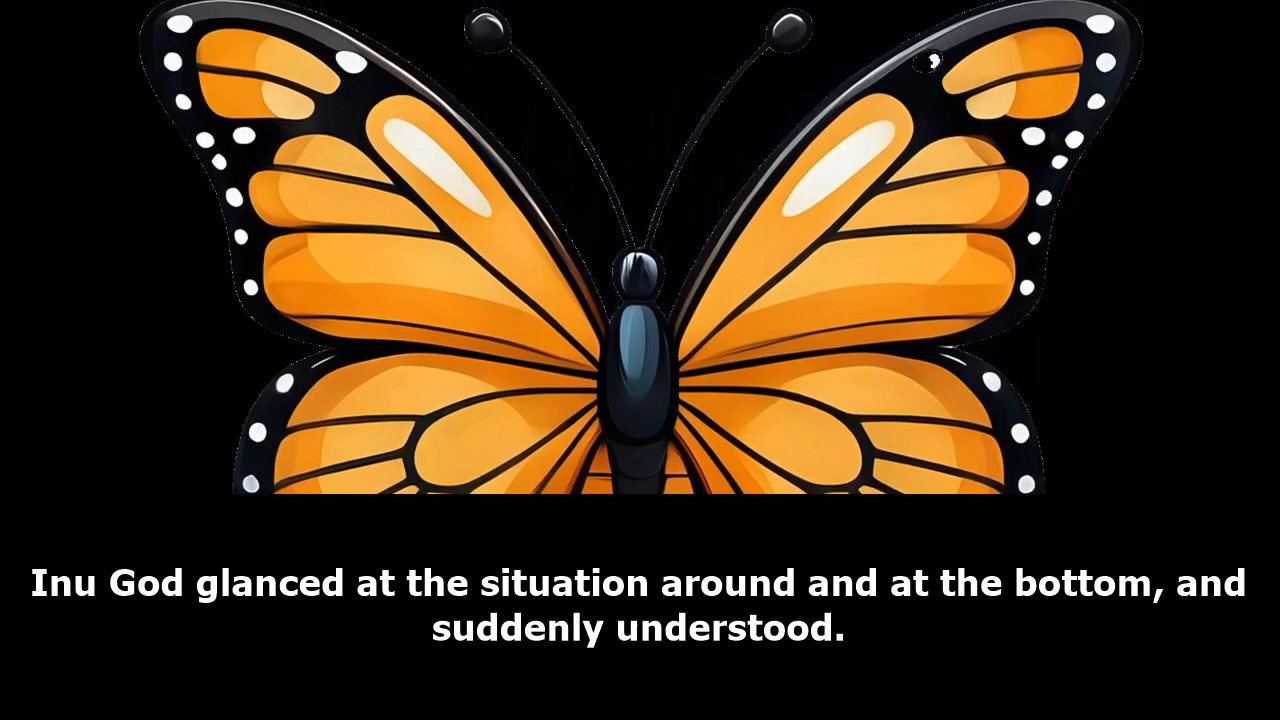 Inu God glanced at the situation around and at the bottom, and
suddenly understood.